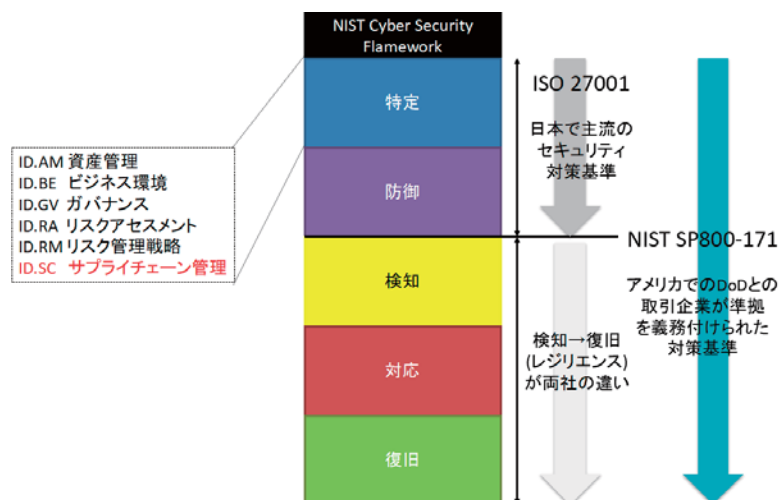 NIST Cyber Security
Flamework
特定
防御
検知
対応
復旧
ID.AM 資産管理
ID.BE ビジネス環境
ID.GV ガバナンス
ID.RA リスクアセスメント
ID.RM リスク管理戦略
ID.SC サプライチェーン管理
ISO 27001
日本で主流の
セキュリティ
対策基準
検知→復旧
(レジリエンス)
が両社の違い
NIST SP800-171
アメリカでのDoDとの
取引企業が準拠
を義務付けられた
対策基準